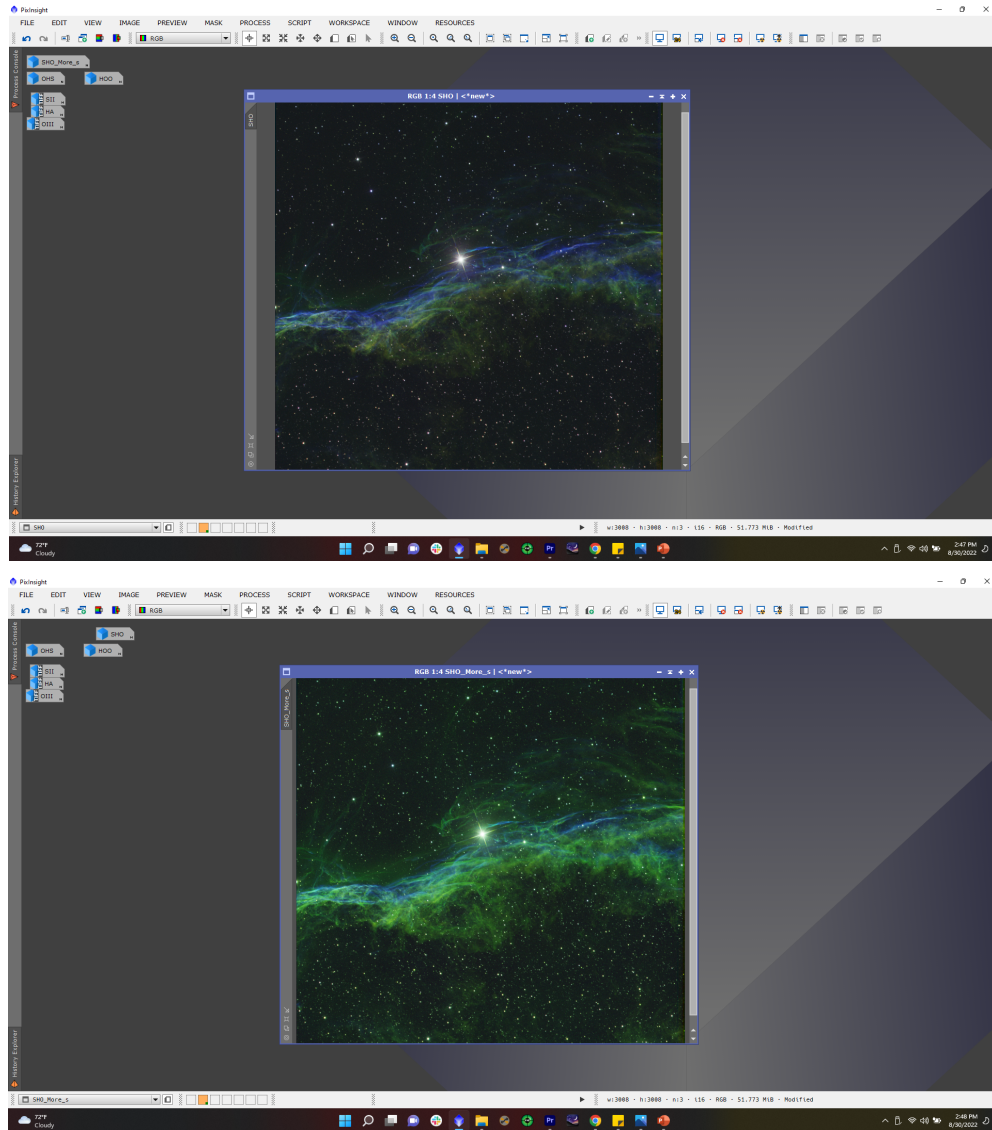 PixInsight
FILE EDIT VIEW IMAGE PREVIEW MASK PROCESS SCRIPT WORKSPACE WINDOW RESOURCES
RGB
Process Console
SHO_More_s
OHS HOO
SII
HA
OIII
RGB 1:4 SHO | <*new*>
SHO
History Explorer
SHO
w:3008 · h:3008 · n:3 · i16 · RGB · 51.773 MiB · Modified
72°F
Cloudy
2:47 PM
8/30/2022
PixInsight
FILE EDIT VIEW IMAGE PREVIEW MASK PROCESS SCRIPT WORKSPACE WINDOW RESOURCES
RGB
Process Console
SHO
OHS HOO
SII
HA
OIII
RGB 1:4 SHO_More_s | <*new*>
SHO_More_s
History Explorer
SHO_More_s
w:3008 · h:3008 · n:3 · i16 · RGB · 51.773 MiB · Modified
72°F
Cloudy
2:48 PM
8/30/2022